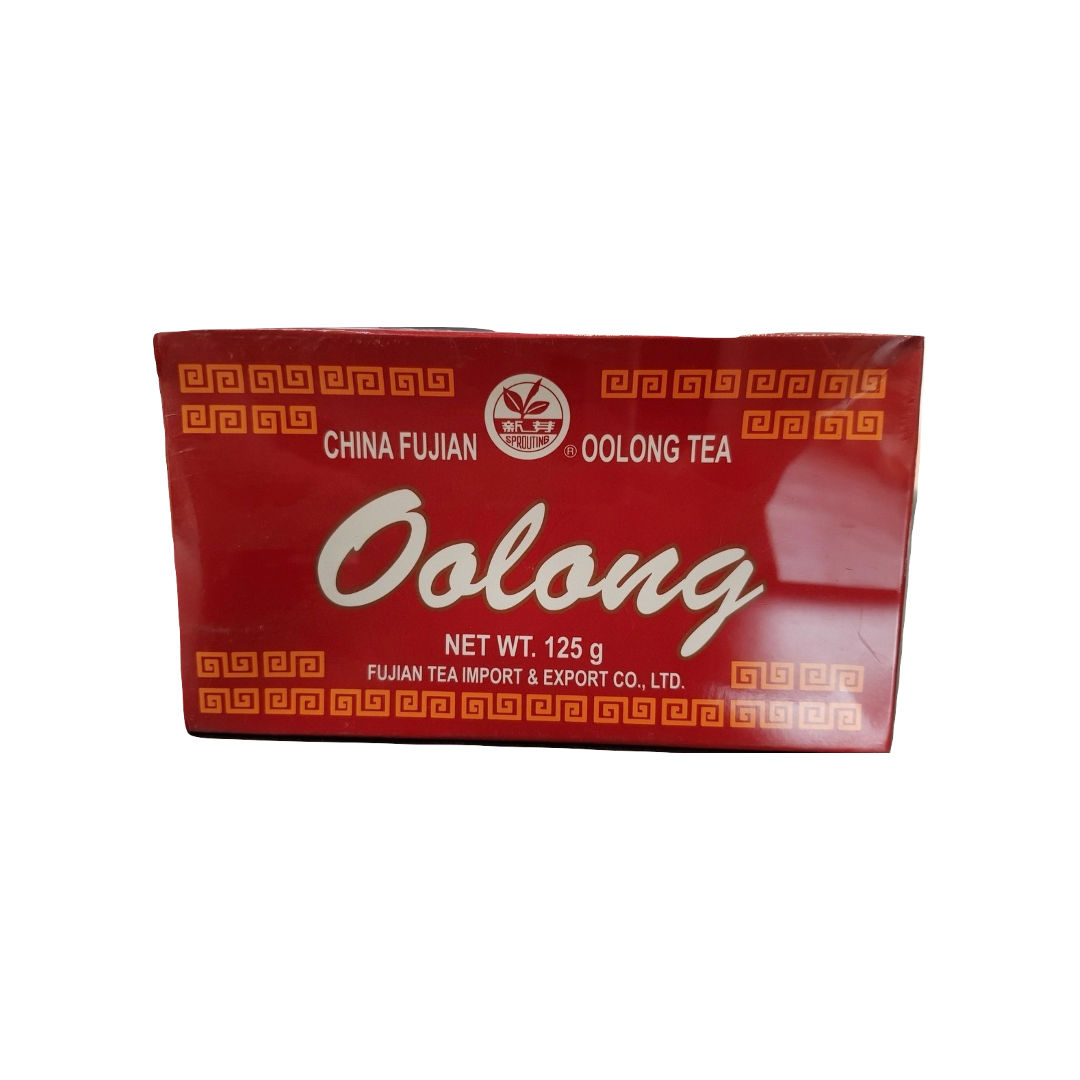 新芽
SPROUTING
CHINA FUJIAN ® OOLONG TEA
Oolong
NET WT. 125 g
FUJIAN TEA IMPORT & EXPORT CO., LTD.